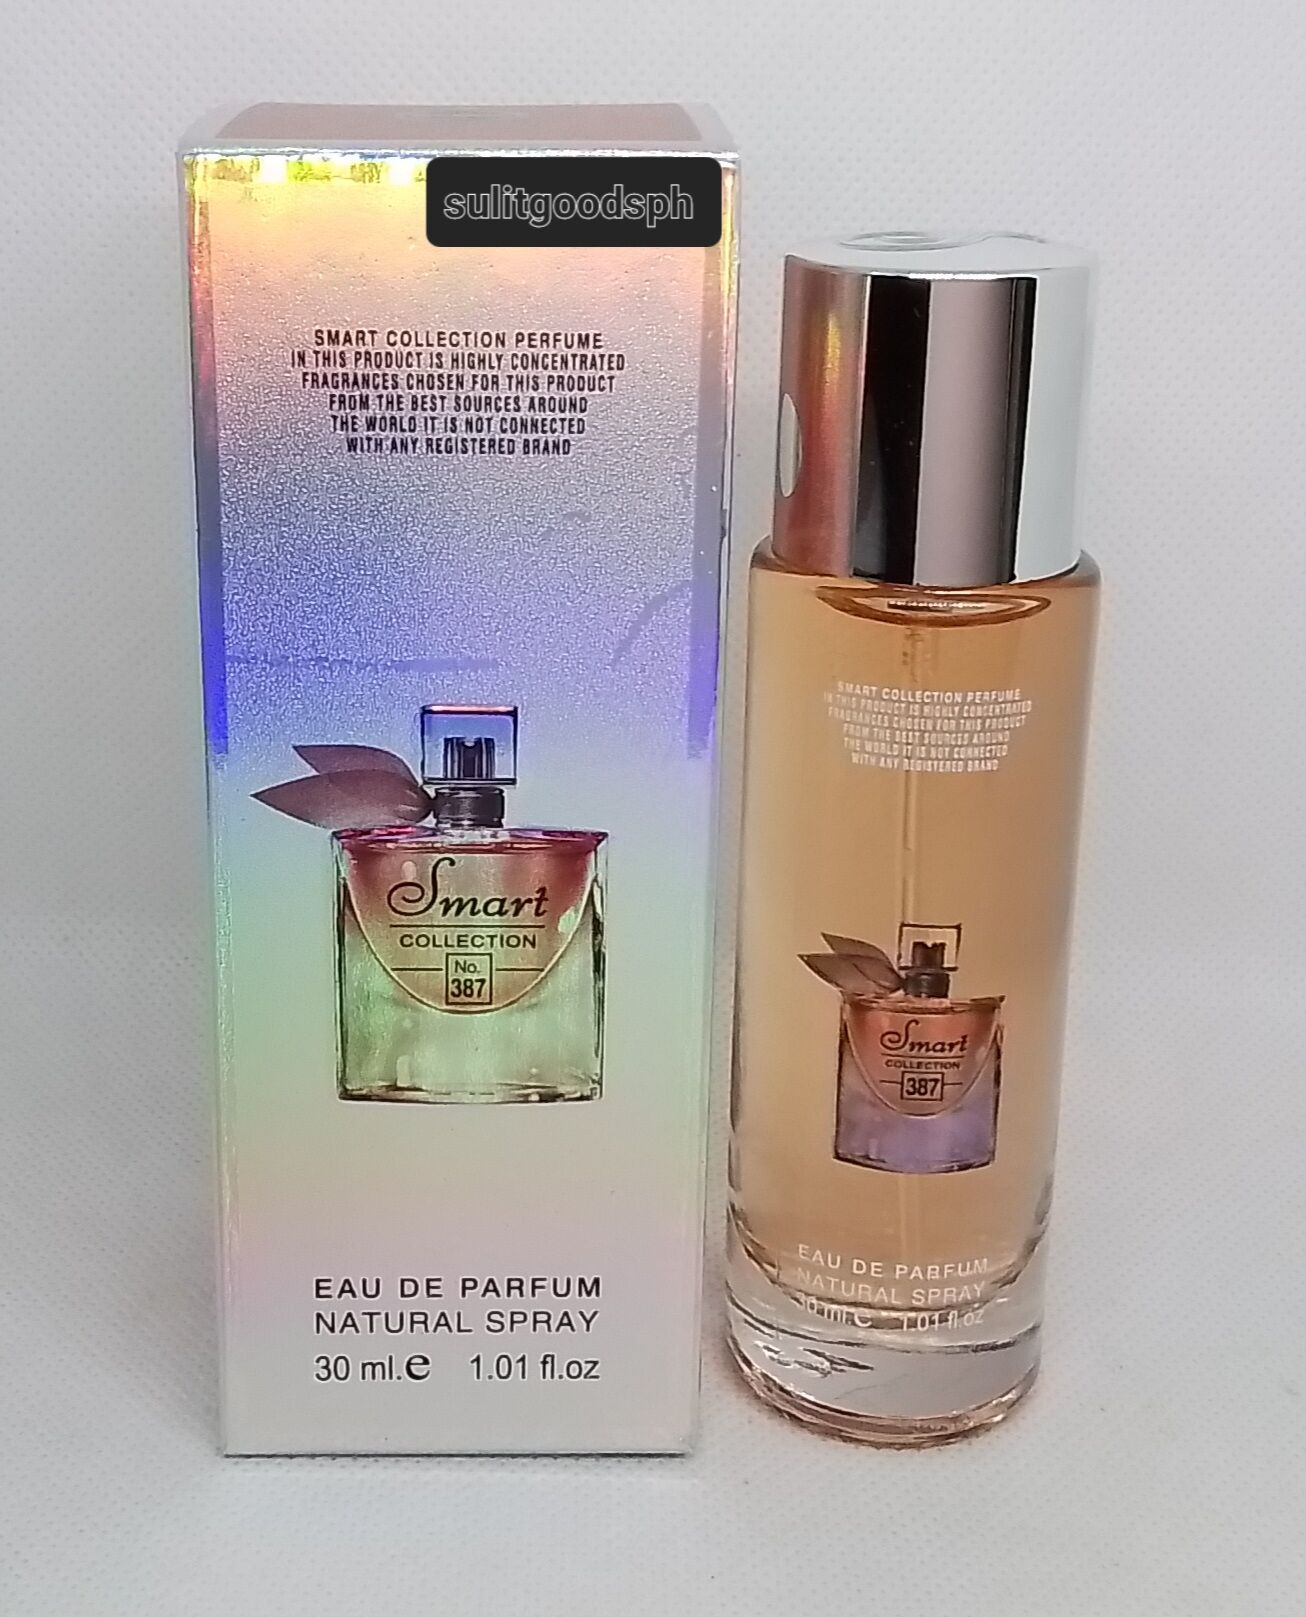 sulitgoodsph
SMART COLLECTION PERFUME
IN THIS PRODUCT IS HIGHLY CONCENTRATED
FRAGRANCES CHOSEN FOR THIS PRODUCT
FROM THE BEST SOURCES AROUND
THE WORLD IT IS NOT CONNECTED
WITH ANY REGISTERED BRAND
Smart
COLLECTION
No.
387
EAU DE PARFUM
NATURAL SPRAY
30 ml.e 1.01 fl.oz
SMART COLLECTION PERFUME
IN THIS PRODUCT IS HIGHLY CONCENTRATED
FRAGRANCES CHOSEN FOR THIS PRODUCT
FROM THE BEST SOURCES AROUND
THE WORLD IT IS NOT CONNECTED
WITH ANY REGISTERED BRAND
Smart
COLLECTION
387
EAU DE PARFUM
NATURAL SPRAY
30 ml.e 1.01 fl.oz